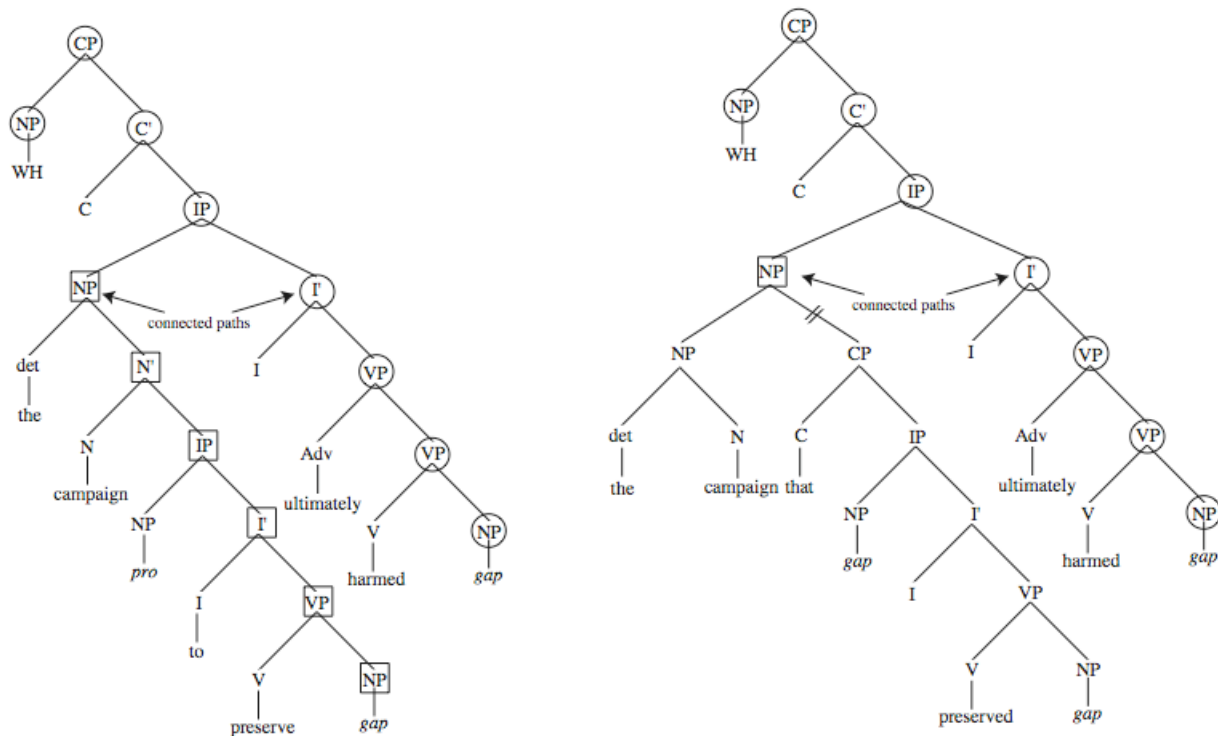 CP
NP
C'
WH
C
IP
NP
I'
connected paths
det
N'
I
VP
the
N
IP
Adv
VP
campaign
ultimately
NP
I'
V
NP
pro
harmed
gap
I
VP
to
V
NP
preserve
gap
CP
NP
C'
WH
C
IP
NP
I'
connected paths
NP
CP
I
VP
det
N
C
IP
Adv
VP
the
campaign
that
ultimately
NP
I'
V
NP
gap
harmed
gap
I
VP
V
NP
preserved
gap